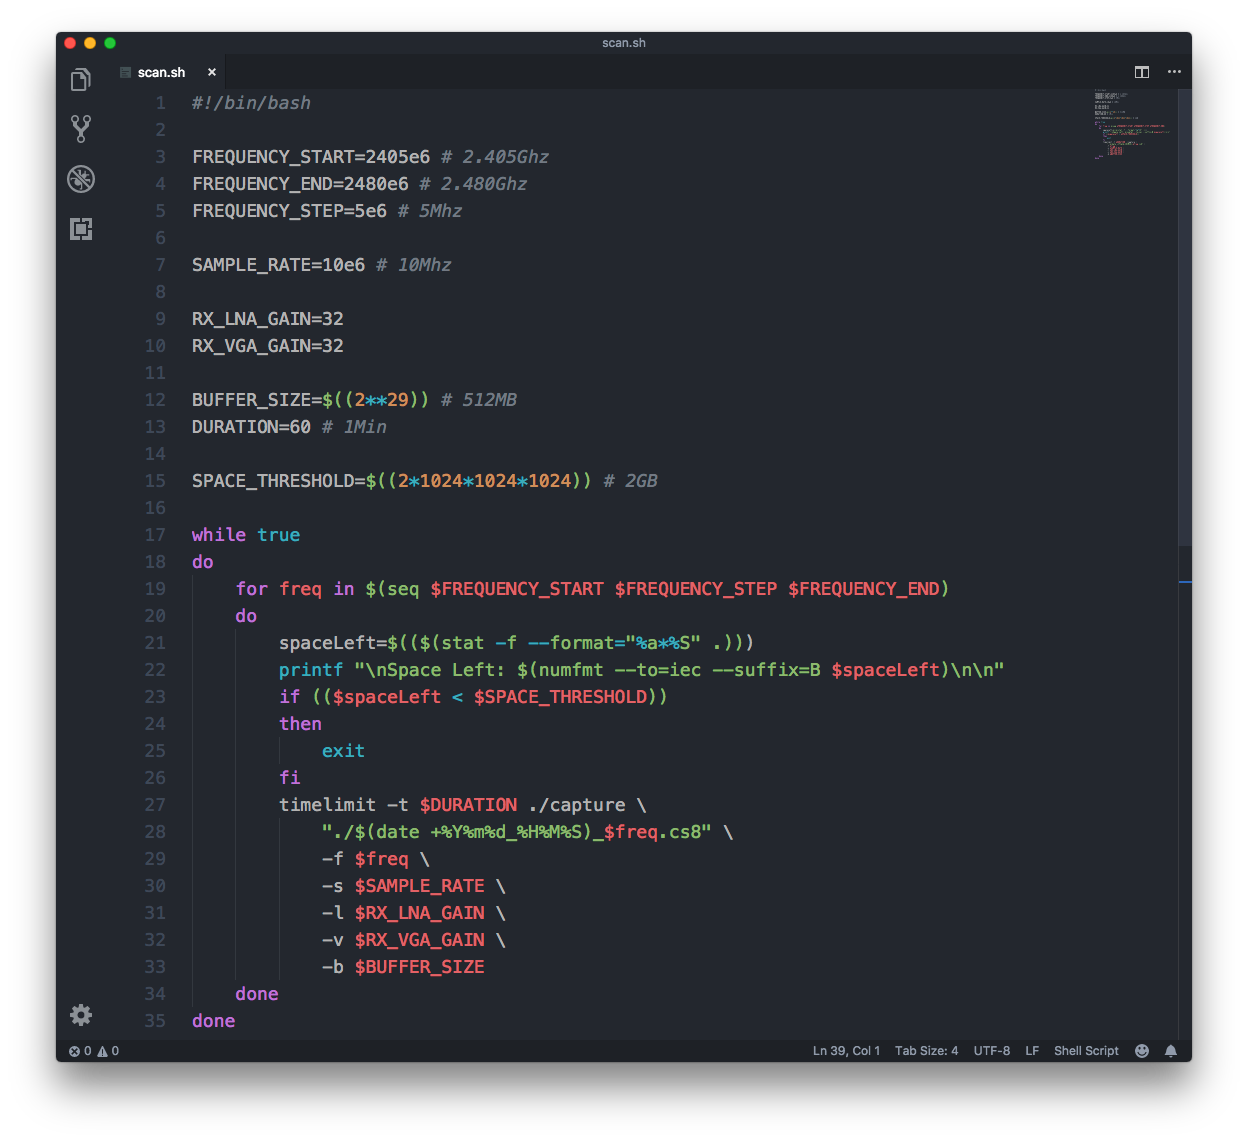 scan.sh
scan.sh ×
1 #!/bin/bash
2
3 FREQUENCY_START=2405e6 # 2.405Ghz
4 FREQUENCY_END=2480e6 # 2.480Ghz
5 FREQUENCY_STEP=5e6 # 5Mhz
6
7 SAMPLE_RATE=10e6 # 10Mhz
8
9 RX_LNA_GAIN=32
10 RX_VGA_GAIN=32
11
12 BUFFER_SIZE=$((2**29)) # 512MB
13 DURATION=60 # 1Min
14
15 SPACE_THRESHOLD=$((2*1024*1024*1024)) # 2GB
16
17 while true
18 do
19     for freq in $(seq $FREQUENCY_START $FREQUENCY_STEP $FREQUENCY_END)
20     do
21         spaceLeft=$(($(stat -f --format="%a*%S" .)))
22         printf "\nSpace Left: $(numfmt --to=iec --suffix=B $spaceLeft)\n\n"
23         if (($spaceLeft < $SPACE_THRESHOLD))
24         then
25             exit
26         fi
27         timelimit -t $DURATION ./capture \
28             "./$(date +%Y%m%d_%H%M%S)_$freq.cs8" \
29             -f $freq \
30             -s $SAMPLE_RATE \
31             -l $RX_LNA_GAIN \
32             -v $RX_VGA_GAIN \
33             -b $BUFFER_SIZE
34     done
35 done
0 0 Ln 39, Col 1 Tab Size: 4 UTF-8 LF Shell Script